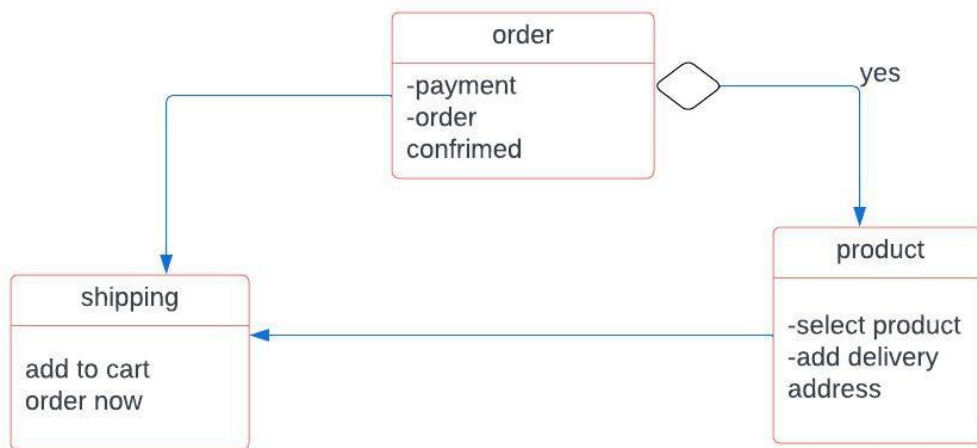 order
-payment
-order
confrimed
yes
product
-select product
-add delivery
address
shipping
add to cart
order now